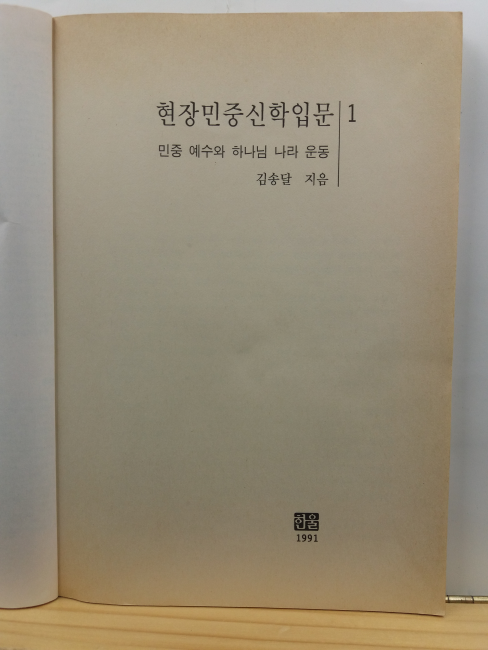 현장민중신학입문 1
민중 예수와 하나님 나라 운동
김송달 지음
한울
1991